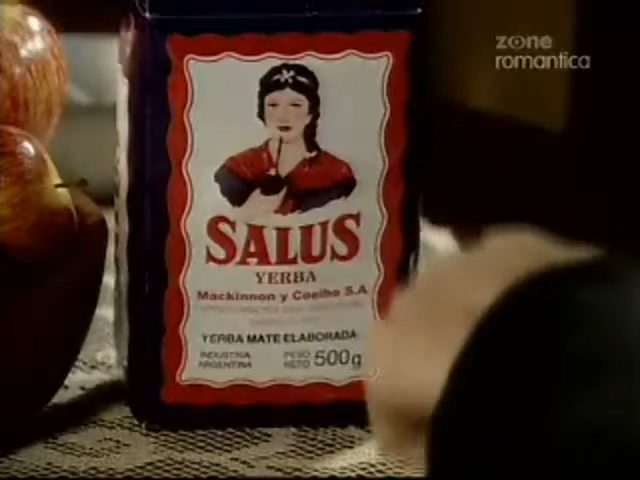 zone
romantica
SALUS
YERBA
Mackinnon y Coelho S.A
YERBA MATE ELABORADA
INDUSTRIA PESO 500g
ARGENTINA NETO